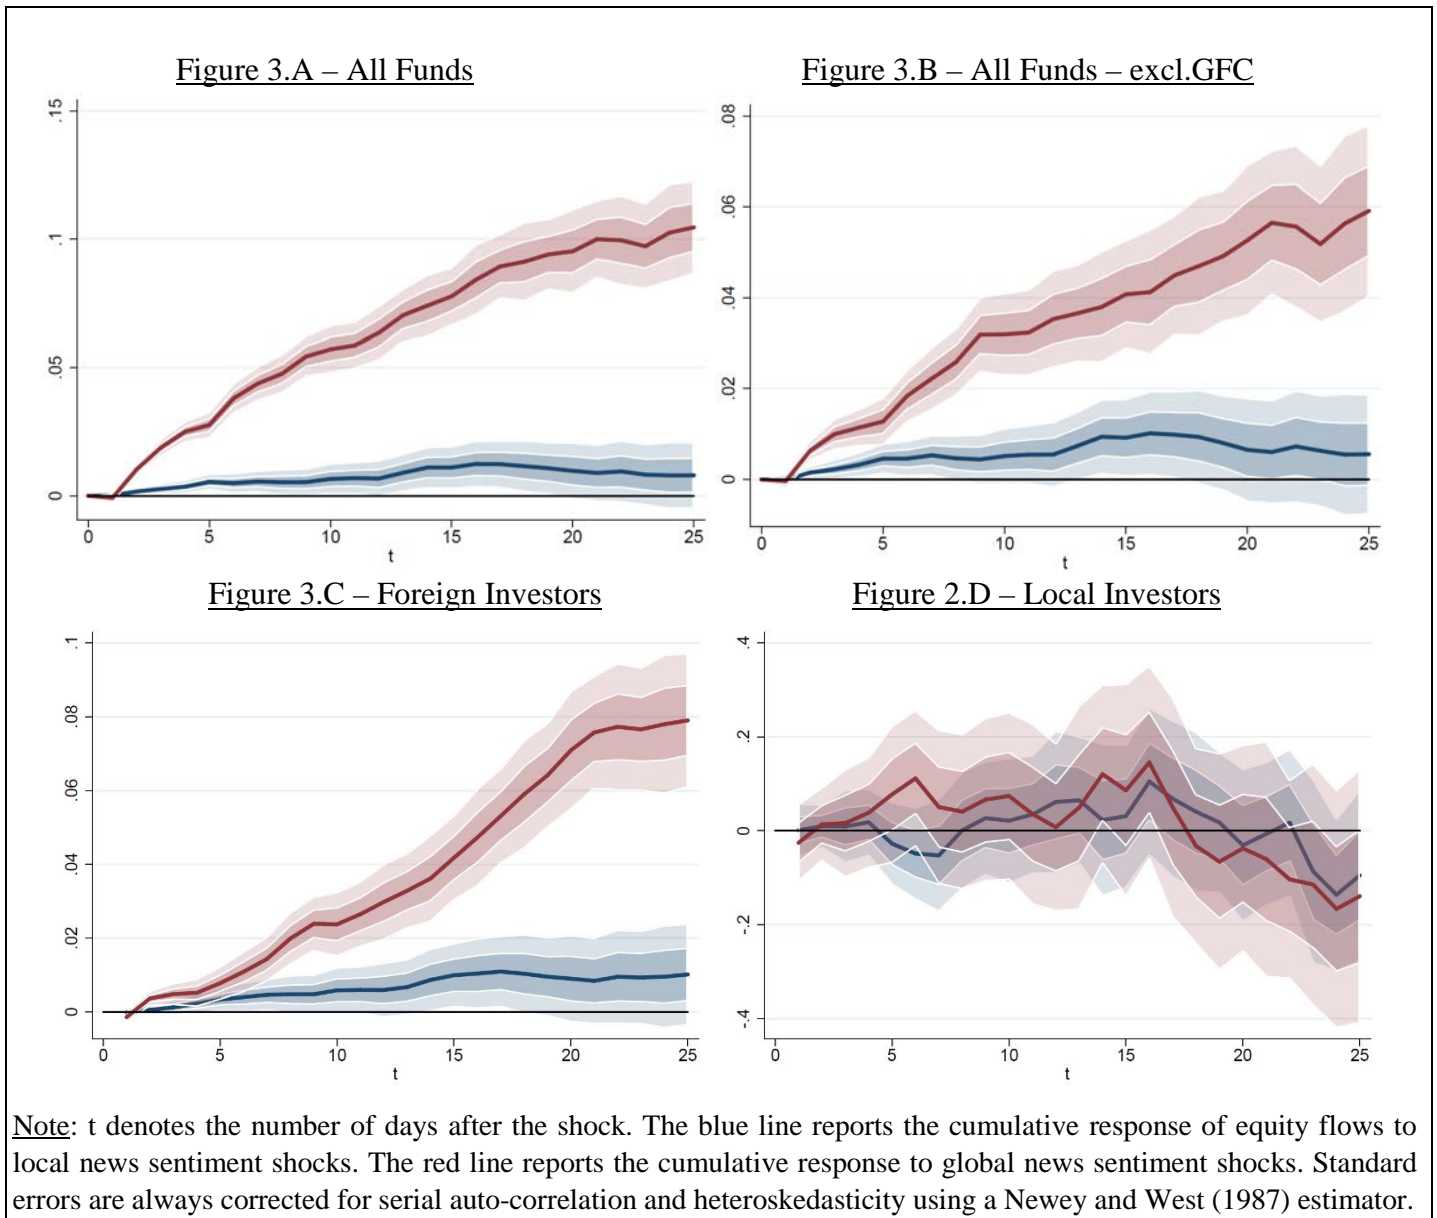 Figure 3.A – All Funds
.15
.1
.05
0
0 5 10 15 20 25
t
Figure 3.B – All Funds – excl.GFC
.08
.06
.04
.02
0
0 5 10 15 20 25
t
Figure 3.C – Foreign Investors
.1
.08
.06
.04
.02
0
0 5 10 15 20 25
t
Figure 2.D – Local Investors
.4
.2
0
-.2
-.4
0 5 10 15 20 25
t
Note: t denotes the number of days after the shock. The blue line reports the cumulative response of equity flows to
local news sentiment shocks. The red line reports the cumulative response to global news sentiment shocks. Standard
errors are always corrected for serial auto-correlation and heteroskedasticity using a Newey and West (1987) estimator.